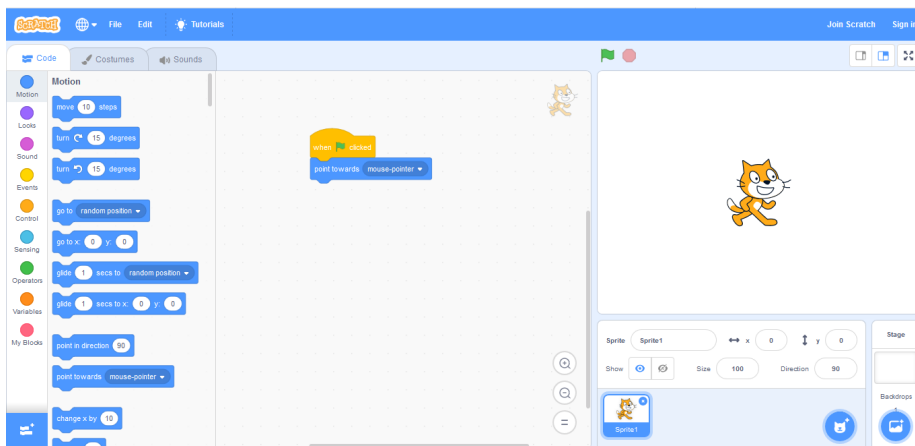 SCRATCH File Edit Tutorials Join Scratch
Code Costumes Sounds
Motion
Looks
Sound
Events
Control
Sensing
Operators
Variables
My Blocks
Motion
move 10 steps
turn 15 degrees
turn 15 degrees
go to random position
go to x: 0 y: 0
glide 1 secs to random position
glide 1 secs to x: 0 y: 0
point in direction 90
point towards mouse-pointer
change x by 10
when clicked
point towards mouse-pointer
Sprite Sprite1 x 0 y 0
Show Size 100 Direction 90
Sprite1
Stage
Backdrops